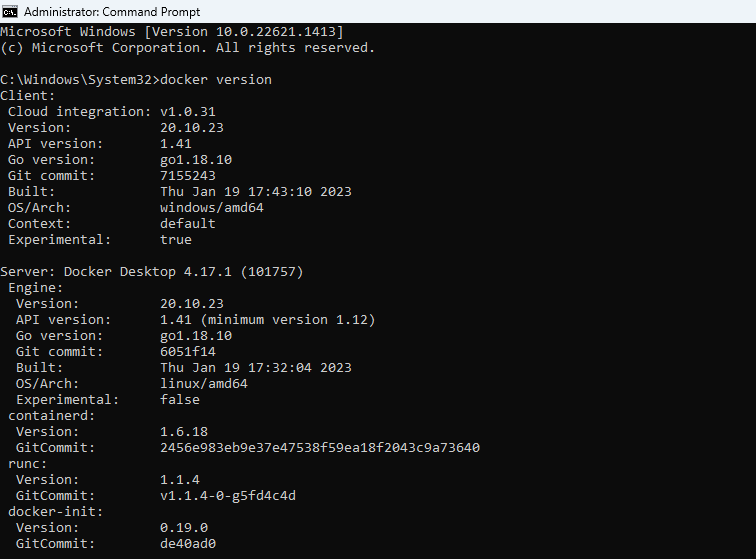 Administrator: Command Prompt
Microsoft Windows [Version 10.0.22621.1413]
(c) Microsoft Corporation. All rights reserved.
C:\Windows\System32>docker version
Client:
Cloud integration: v1.0.31
Version: 20.10.23
API version: 1.41
Go version: go1.18.10
Git commit: 7155243
Built: Thu Jan 19 17:43:10 2023
OS/Arch: windows/amd64
Context: default
Experimental: true
Server: Docker Desktop 4.17.1 (101757)
Engine:
Version: 20.10.23
API version: 1.41 (minimum version 1.12)
Go version: go1.18.10
Git commit: 6051f14
Built: Thu Jan 19 17:32:04 2023
OS/Arch: linux/amd64
Experimental: false
containerd:
Version: 1.6.18
GitCommit: 2456e983eb9e37e47538f59ea18f2043c9a73640
runc:
Version: 1.1.4
GitCommit: v1.1.4-0-g5fd4c4d
docker-init:
Version: 0.19.0
GitCommit: de40ad0